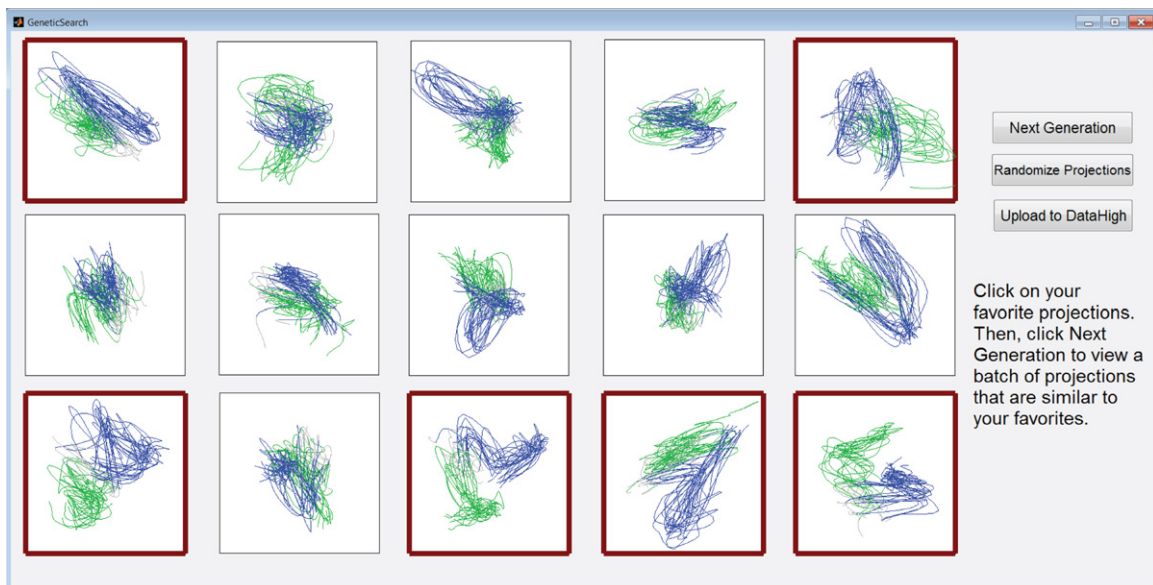 GeneticSearch
Next Generation
Randomize Projections
Upload to DataHigh
Click on your
favorite projections.
Then, click Next
Generation to view a
batch of projections
that are similar to
your favorites.